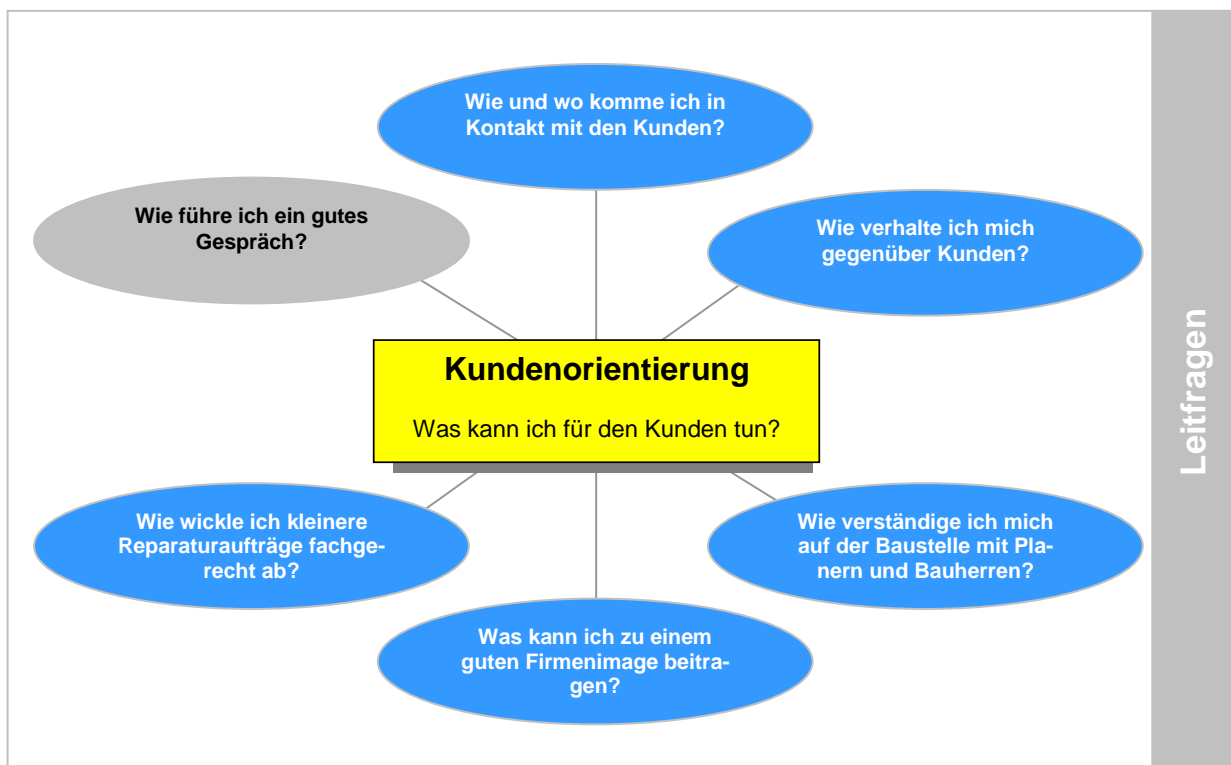 Wie und wo komme ich in
Kontakt mit den Kunden?
Wie führe ich ein gutes
Gespräch?
Wie verhalte ich mich
gegenüber Kunden?
Kundenorientierung
Was kann ich für den Kunden tun?
Wie wickle ich kleinere
Reparaturaufträge fachge-
recht ab?
Wie verständige ich mich
auf der Baustelle mit Pla-
nern und Bauherren?
Was kann ich zu einem
guten Firmenimage beitra-
gen?
Leitfragen